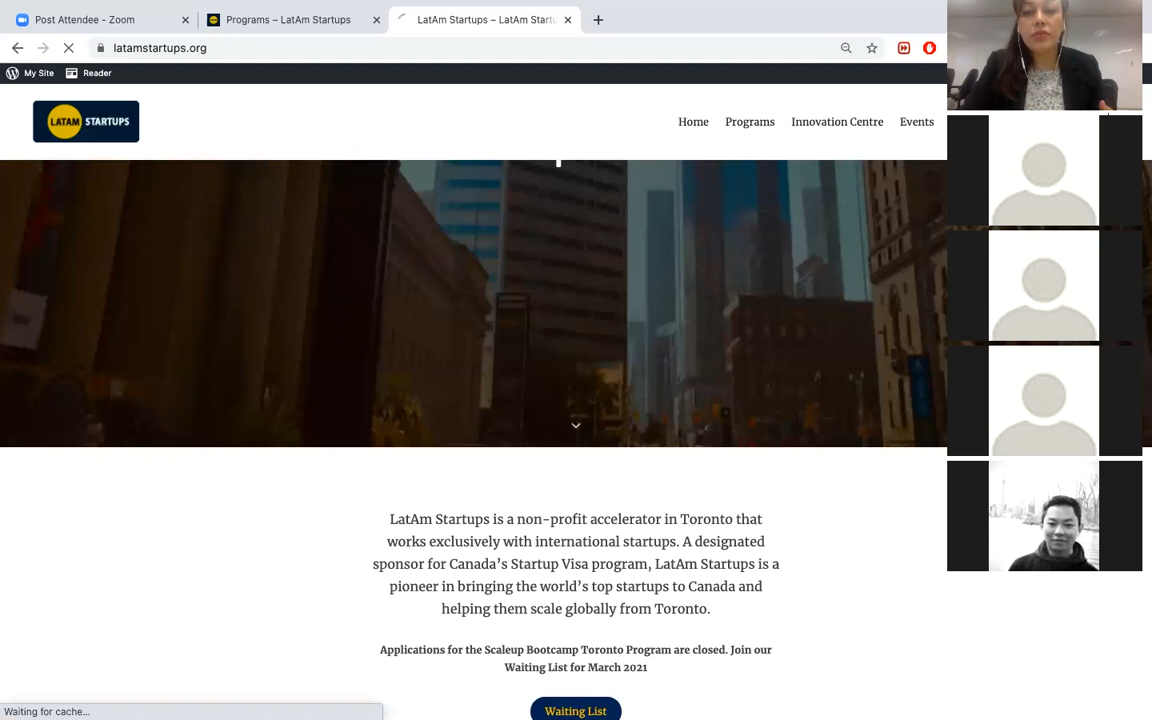 Post Attendee - Zoom
Programs – LatAm Startups
LatAm Startups – LatAm Startu
latamstartups.org
My Site
Reader
LATAM STARTUPS
Home
Programs
Innovation Centre
Events
LatAm Startups is a non-profit accelerator in Toronto that
works exclusively with international startups. A designated
sponsor for Canada’s Startup Visa program, LatAm Startups is a
pioneer in bringing the world’s top startups to Canada and
helping them scale globally from Toronto.
Applications for the Scaleup Bootcamp Toronto Program are closed. Join our
Waiting List for March 2021
Waiting List
Waiting for cache...